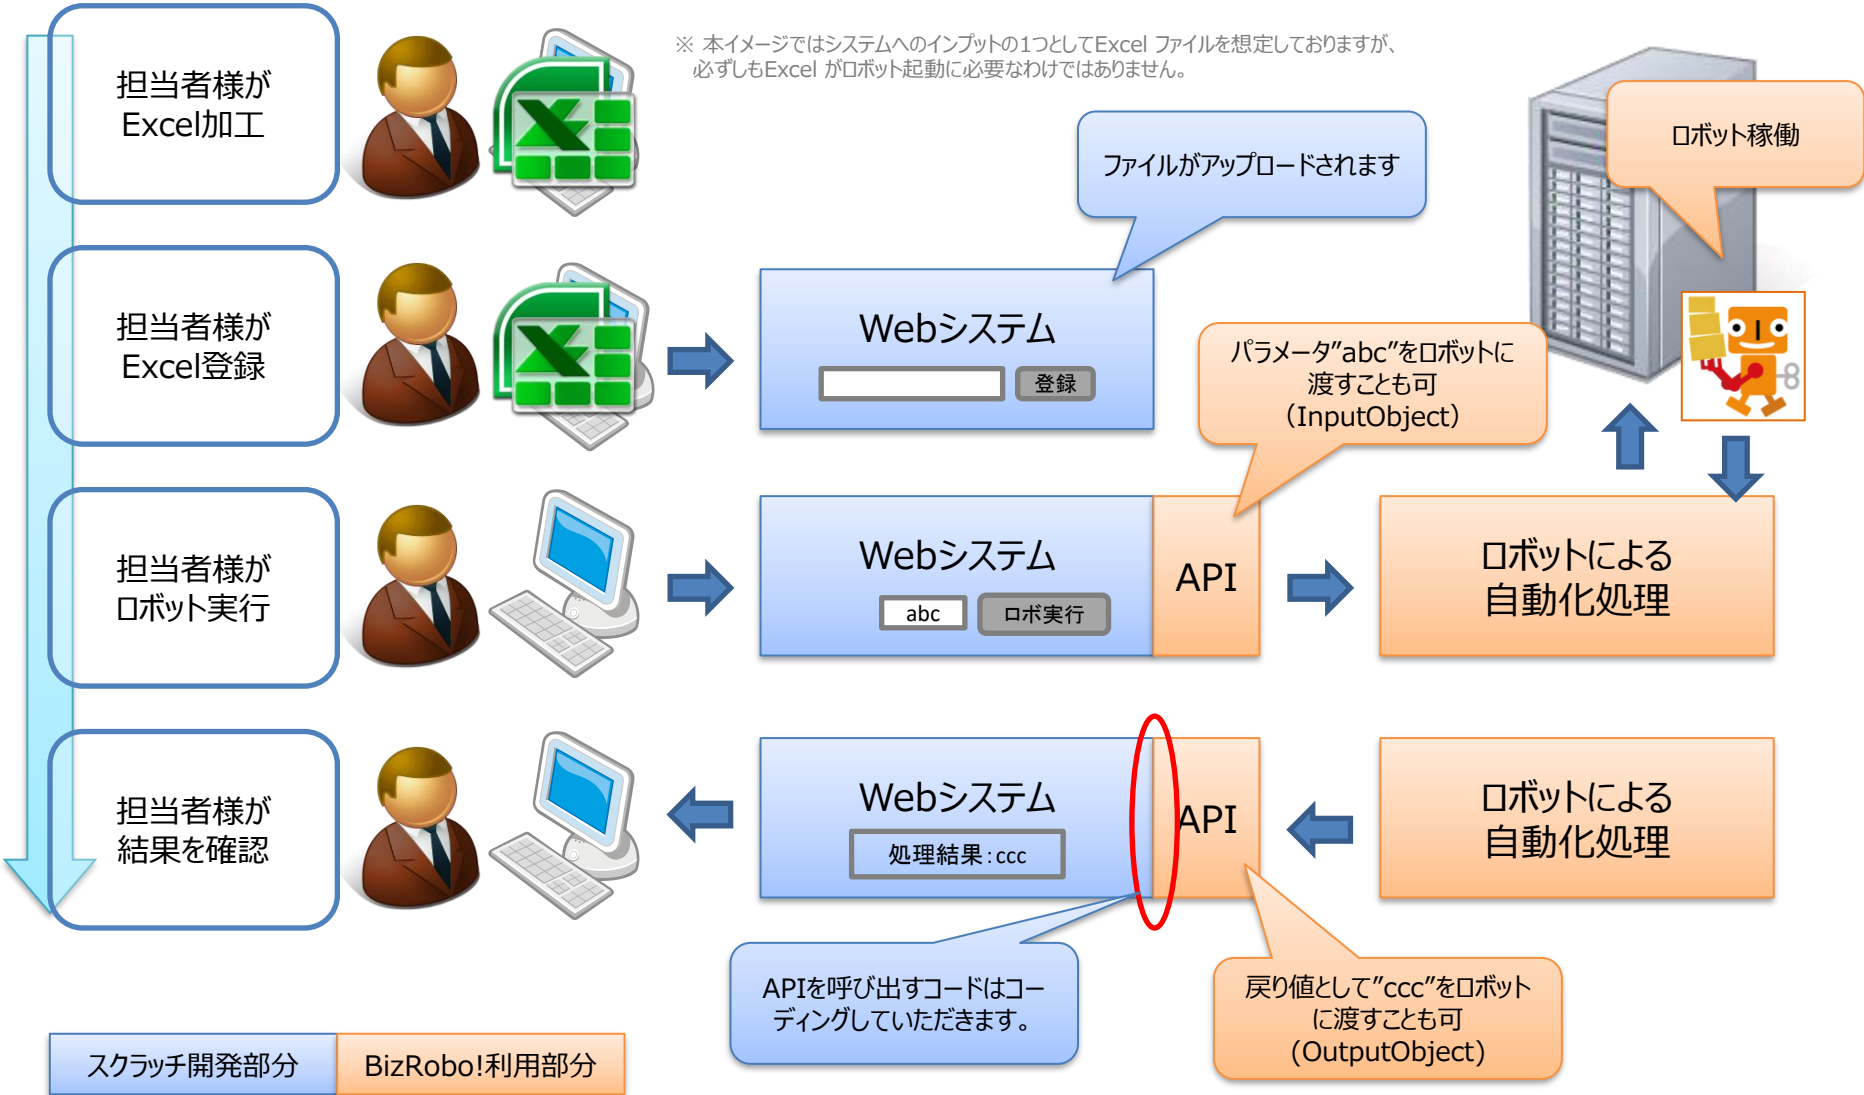 ※ 本イメージではシステムへのインプットの1つとしてExcel ファイルを想定しておりますが、
必ずしもExcel がロボット起動に必要なわけではありません。
担当者様が
Excel加工
ファイルがアップロードされます
ロボット稼働
担当者様が
Excel登録
Webシステム
登録
パラメータ”abc”をロボットに
渡すことも可
（InputObject）
担当者様が
ロボット実行
Webシステム
abc
ロボ実行
API
ロボットによる
自動化処理
担当者様が
結果を確認
Webシステム
処理結果：ccc
API
ロボットによる
自動化処理
APIを呼び出すコードはコー
ディングしていただきます。
戻り値として”ccc”をロボット
に渡すことも可
(OutputObject)
スクラッチ開発部分
BizRobo!利用部分